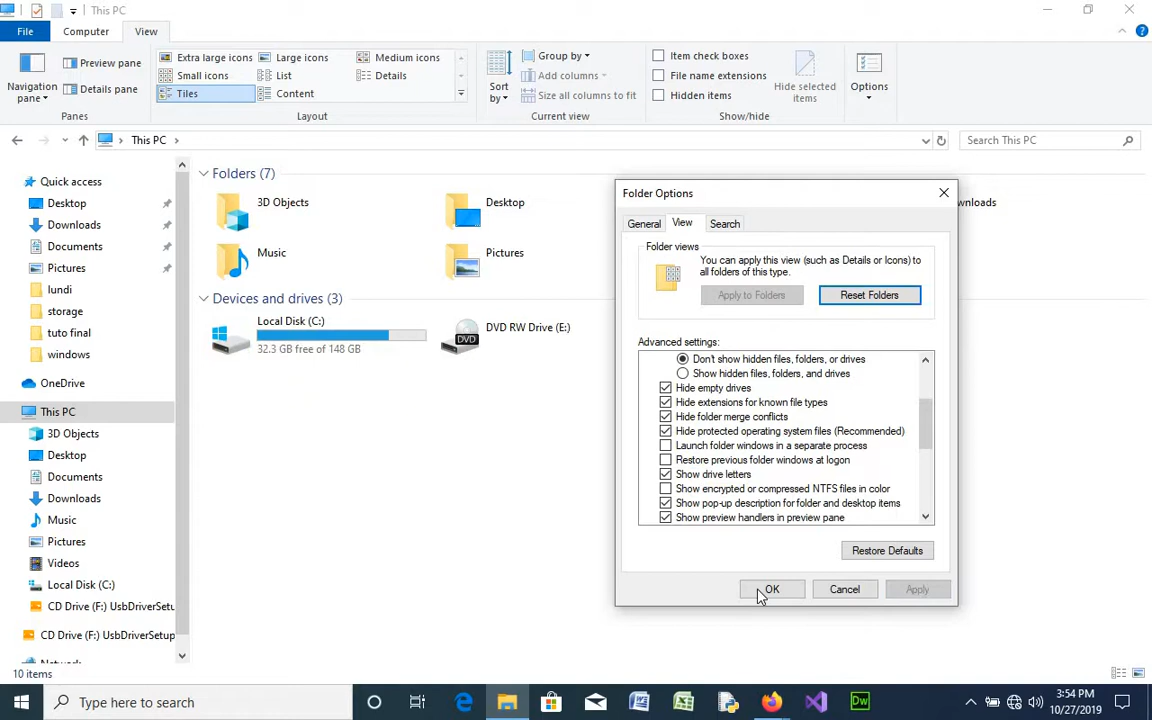 This PC
File
Computer
View
Navigation pane
Preview pane
Details pane
Panes
Extra large icons
Large icons
Medium icons
Small icons
List
Details
Tiles
Content
Layout
Sort by
Group by
Add columns
Size all columns to fit
Current view
Item check boxes
File name extensions
Hidden items
Hide selected items
Show/hide
Options
This PC
Search This PC
Quick access
Desktop
Downloads
Documents
Pictures
lundi
storage
tuto final
windows
OneDrive
This PC
3D Objects
Desktop
Documents
Downloads
Music
Pictures
Videos
Local Disk (C:)
CD Drive (F:) UsbDriverSetu
CD Drive (F:) UsbDriverSetup
Folders (7)
3D Objects
Desktop
wnloads
Music
Pictures
Devices and drives (3)
Local Disk (C:)
32.3 GB free of 148 GB
DVD
DVD RW Drive (E:)
Folder Options
General
View
Search
Folder views
You can apply this view (such as Details or Icons) to
all folders of this type.
Apply to Folders
Reset Folders
Advanced settings:
Don't show hidden files, folders, or drives
Show hidden files, folders, and drives
Hide empty drives
Hide extensions for known file types
Hide folder merge conflicts
Hide protected operating system files (Recommended)
Launch folder windows in a separate process
Restore previous folder windows at logon
Show drive letters
Show encrypted or compressed NTFS files in color
Show pop-up description for folder and desktop items
Show preview handlers in preview pane
Restore Defaults
OK
Cancel
Apply
10 items
Type here to search
Dw
3:54 PM
10/27/2019